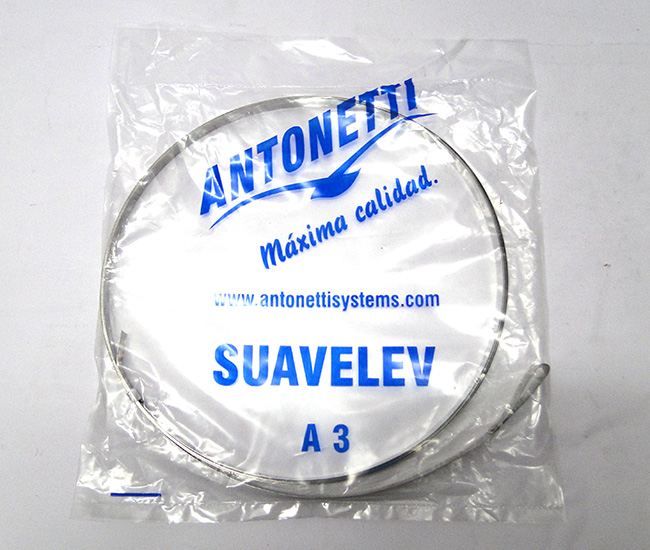 ANTONETTI
Máxima calidad.
www.antonettisystems.com
SUAVELEV
A 3